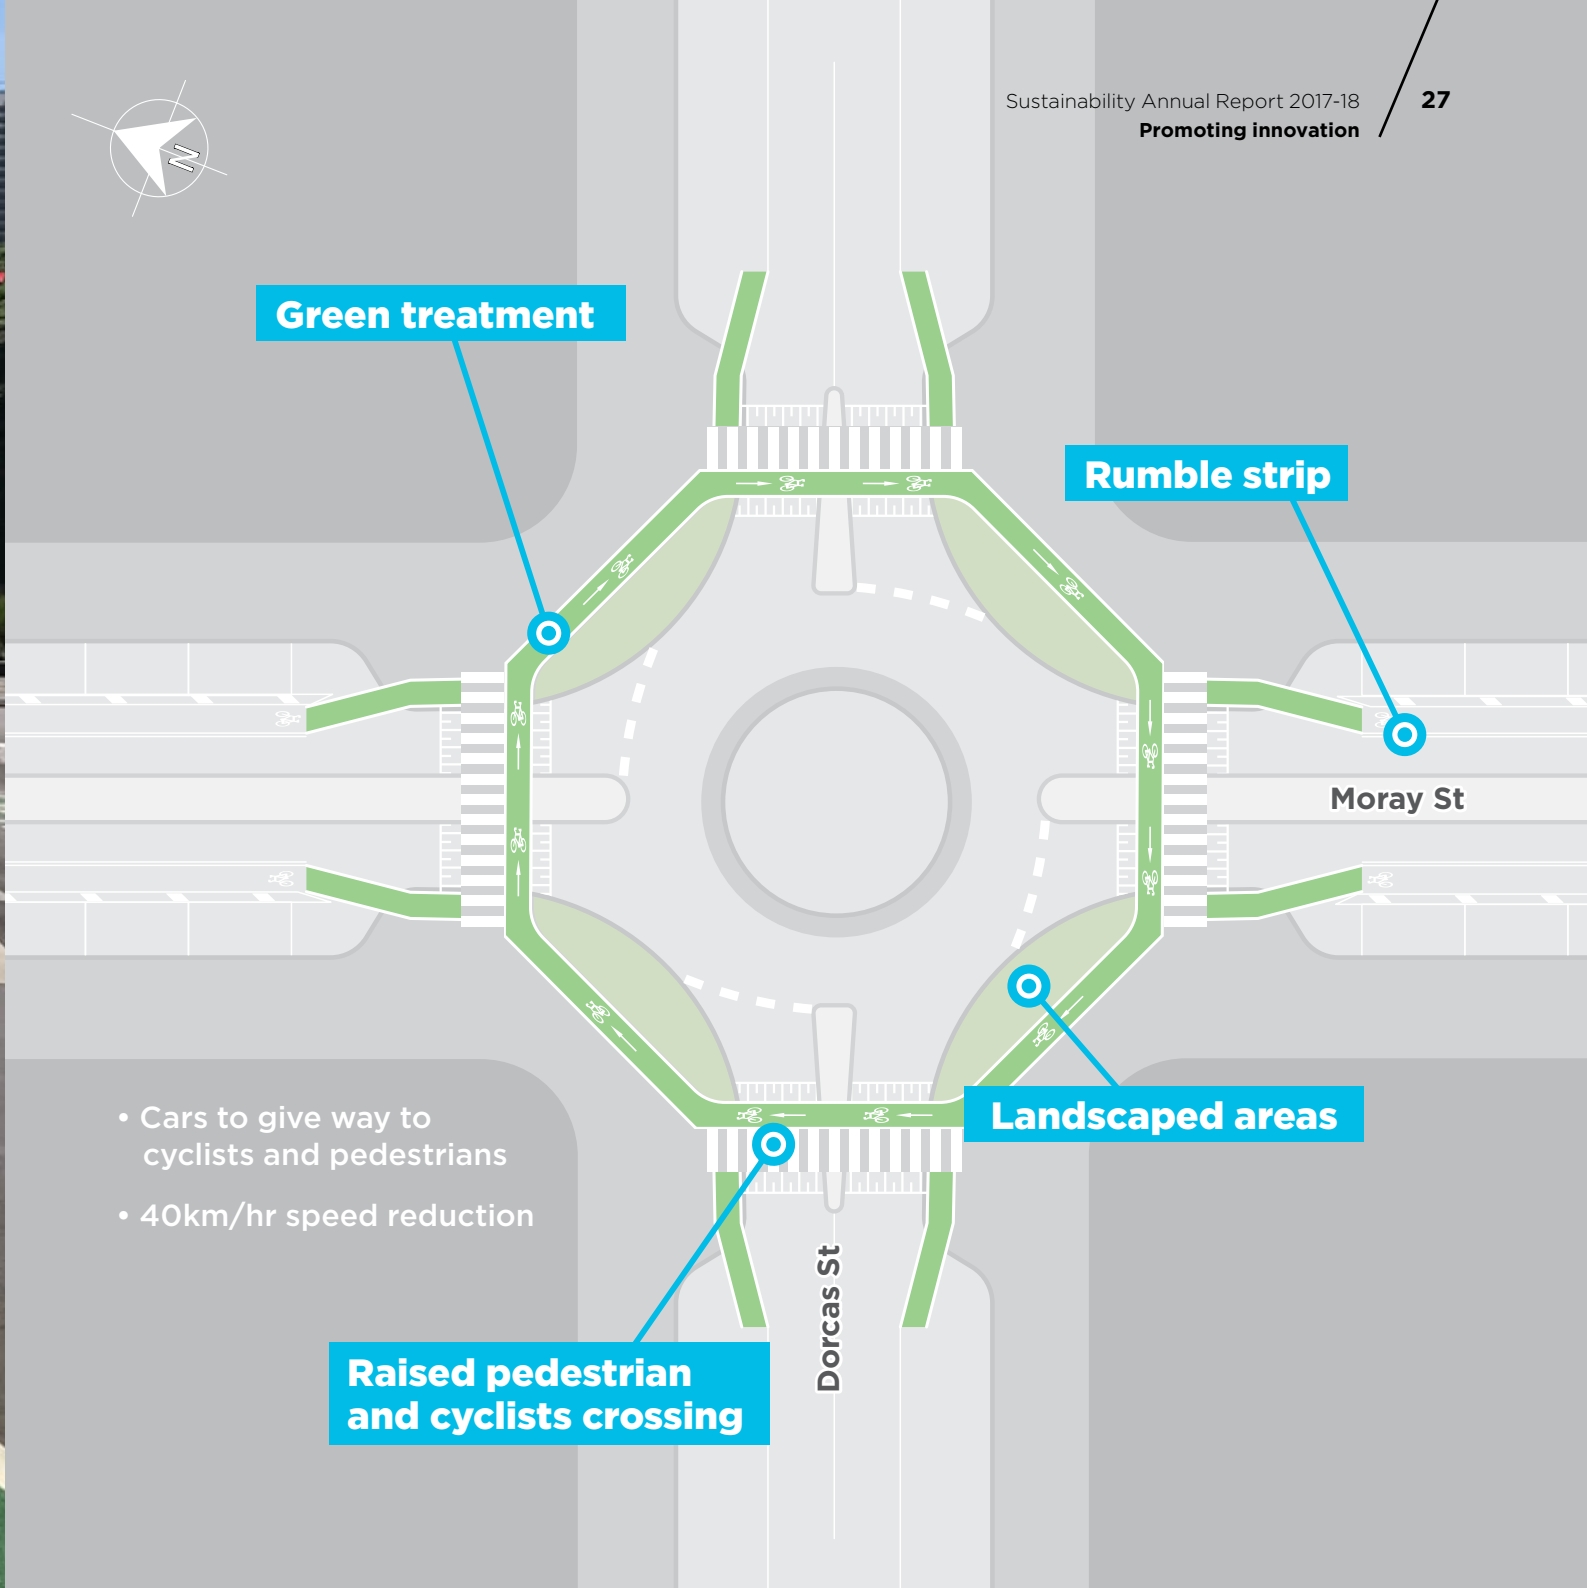 Sustainability Annual Report 2017-18
27
Promoting innovation
N
Green treatment
Rumble strip
Moray St
Landscaped areas
• Cars to give way to
cyclists and pedestrians
• 40km/hr speed reduction
Dorcas St
Raised pedestrian
and cyclists crossing